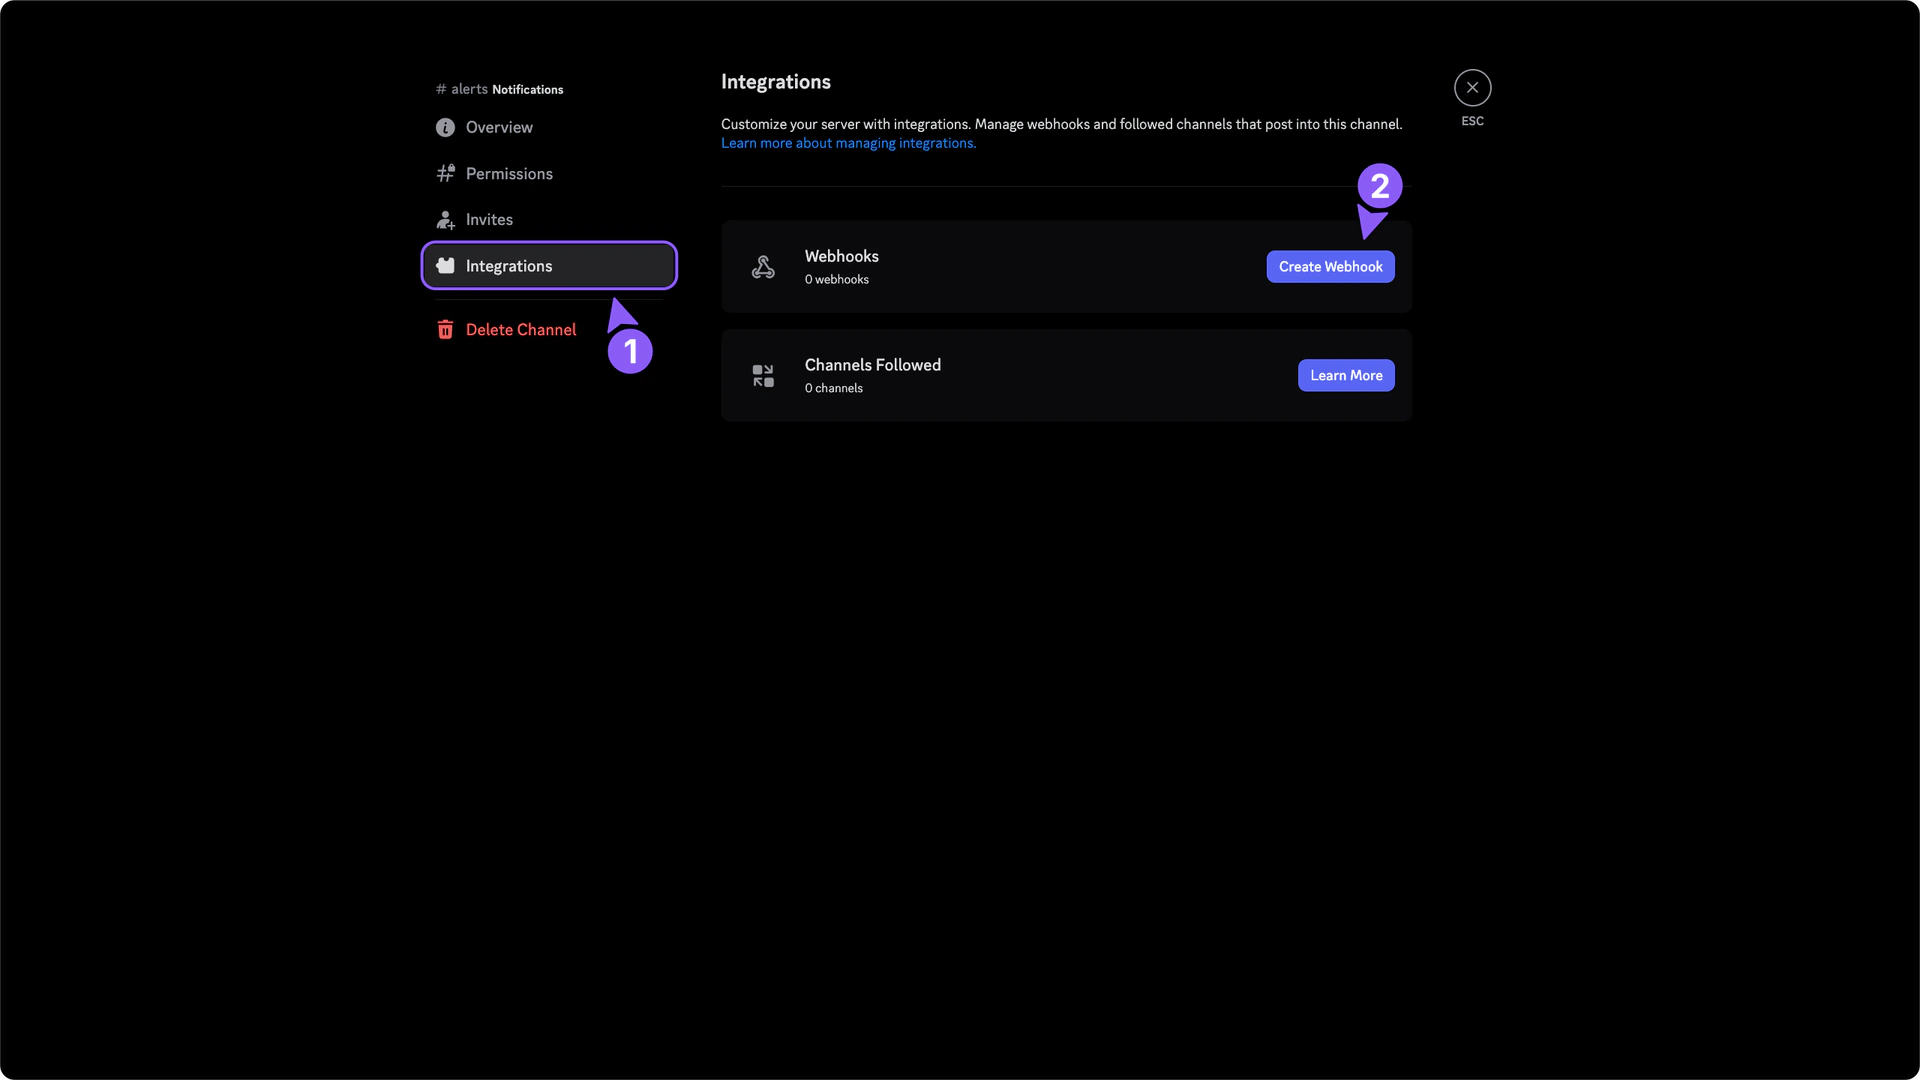 # alerts Notifications
Overview
Permissions
Invites
Integrations
Delete Channel
1
Integrations
Customize your server with integrations. Manage webhooks and followed channels that post into this channel.
Learn more about managing integrations.
2
Webhooks
0 webhooks
Create Webhook
Channels Followed
0 channels
Learn More
ESC